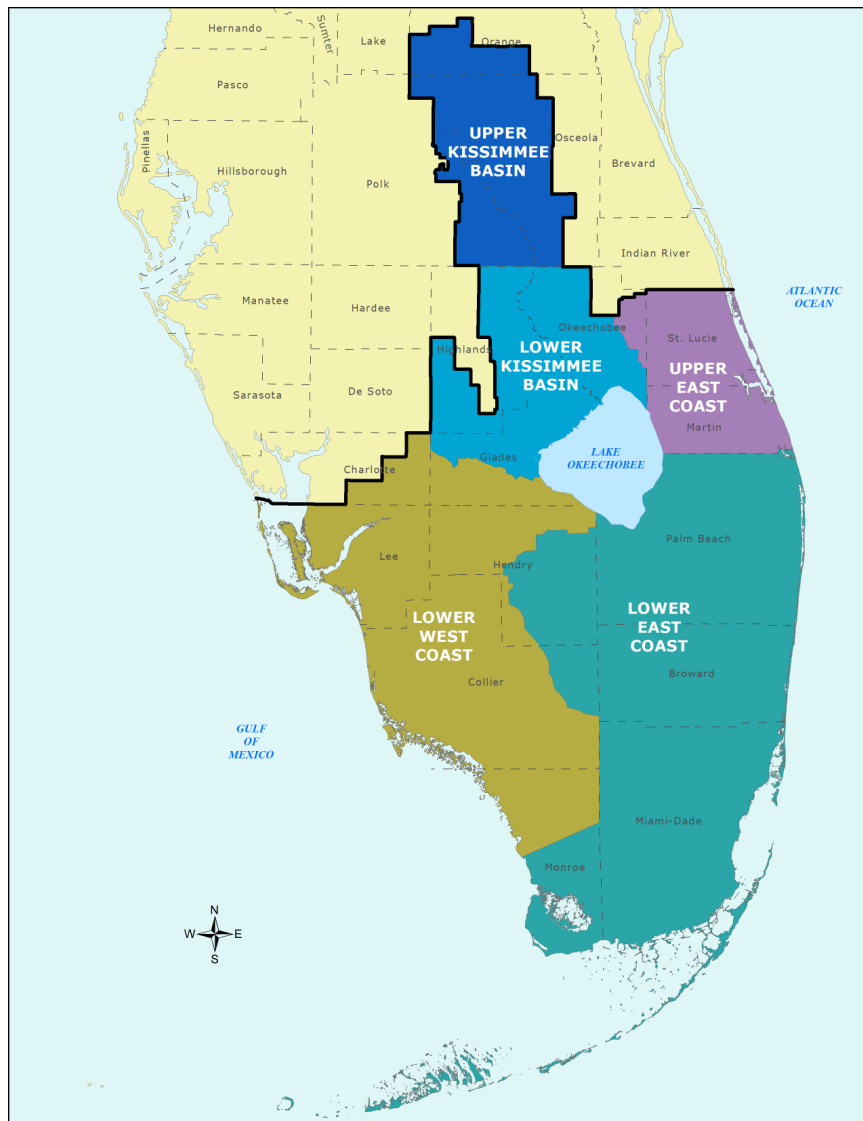 Hernando
Sumter
Lake
Orange
Pasco
Pinellas
Hillsborough
Polk
UPPER
KISSIMMEE
BASIN
Osceola
Brevard
Indian River
ATLANTIC
OCEAN
Manatee
Hardee
Highlands
Okeechobee
St. Lucie
LOWER
KISSIMMEE
BASIN
UPPER
EAST
COAST
Sarasota
De Soto
Martin
Charlotte
Glades
LAKE
OKEECHOBEE
Lee
Hendry
Palm Beach
LOWER
WEST
COAST
LOWER
EAST
COAST
Collier
Broward
GULF
OF
MEXICO
Miami-Dade
Monroe
N
W E
S